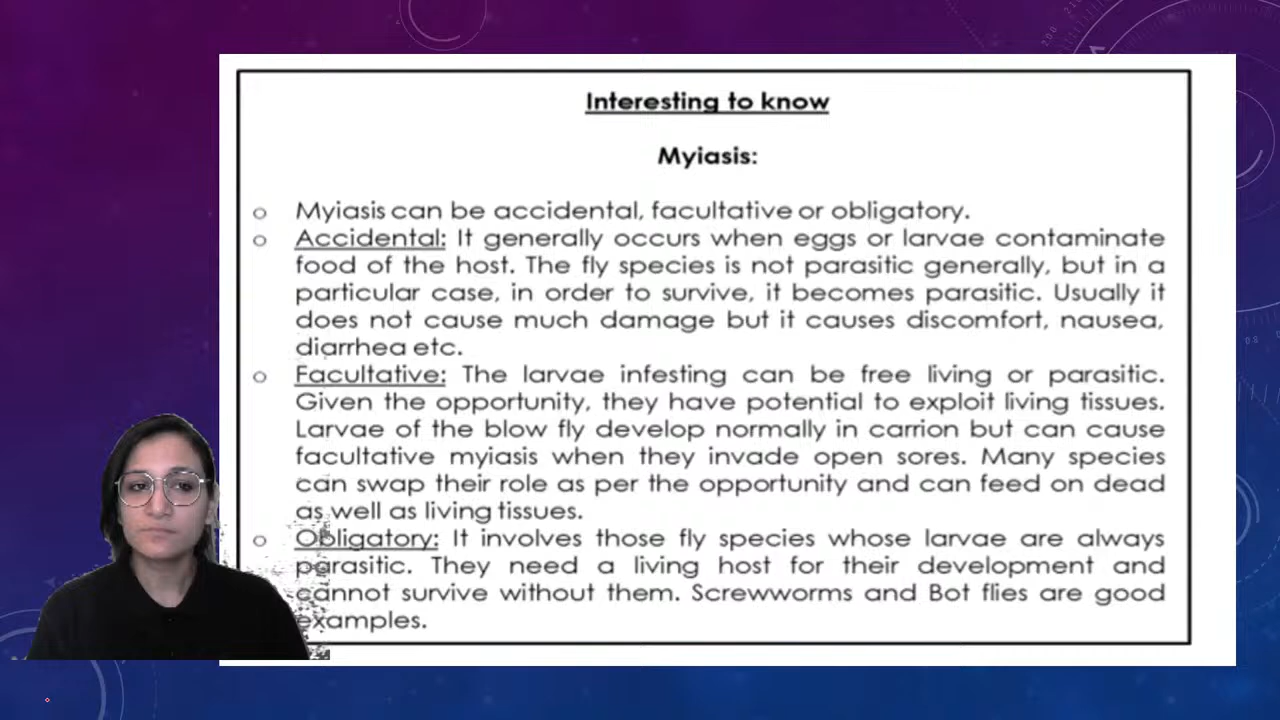 Interesting to know
Myiasis:
o Myiasis can be accidental, facultative or obligatory.
o Accidental: It generally occurs when eggs or larvae contaminate
food of the host. The fly species is not parasitic generally, but in a
particular case, in order to survive, it becomes parasitic. Usually it
does not cause much damage but it causes discomfort, nausea,
diarrhea etc.
o Facultative: The larvae infesting can be free living or parasitic.
Given the opportunity, they have potential to exploit living tissues.
Larvae of the blow fly develop normally in carrion but can cause
facultative myiasis when they invade open sores. Many species
can swap their role as per the opportunity and can feed on dead
as well as living tissues.
o Obligatory: It involves those fly species whose larvae are always
parasitic. They need a living host for their development and
cannot survive without them. Screwworms and Bot flies are good
examples.